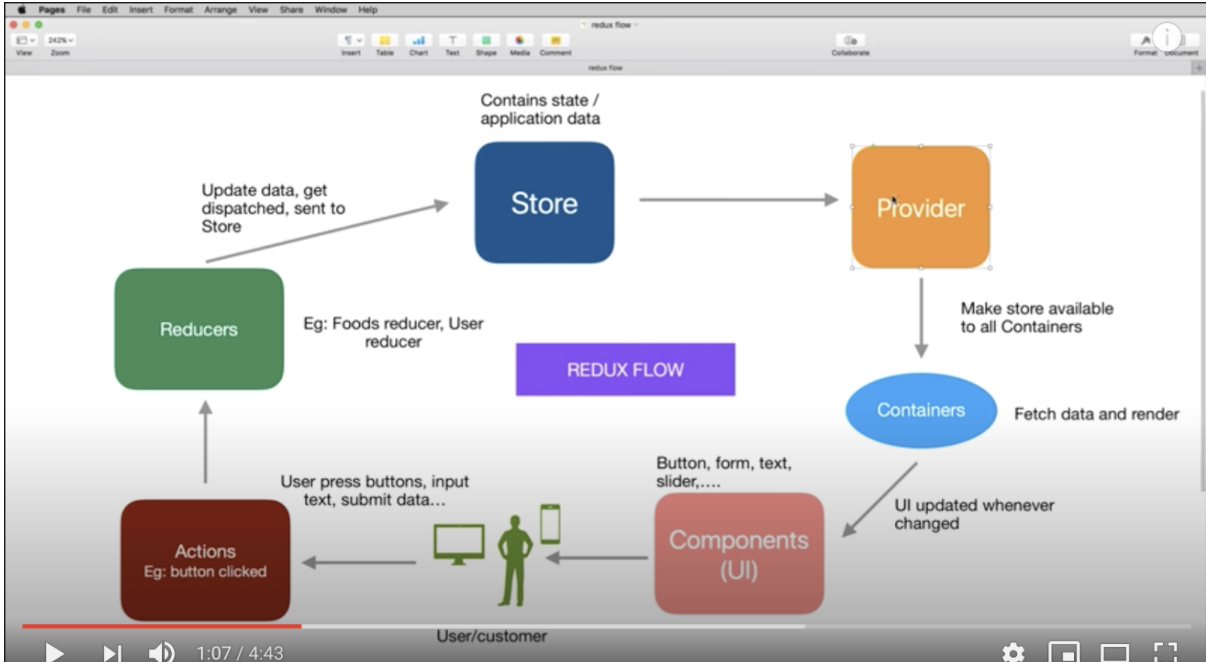 Pages File Edit Insert Format Arrange View Share Window Help
redux flow
242%
View Zoom Insert Table Chart Text Shape Media Comment Collaborate Format Document
redux flow
Contains state /
application data
Store
Provider
Update data, get
dispatched, sent to
Store
Reducers
Eg: Foods reducer, User
reducer
REDUX FLOW
Make store available
to all Containers
Containers
Fetch data and render
Button, form, text,
slider,....
UI updated whenever
changed
Components
(UI)
User press buttons, input
text, submit data...
Actions
Eg: button clicked
User/customer
1:07 / 4:43